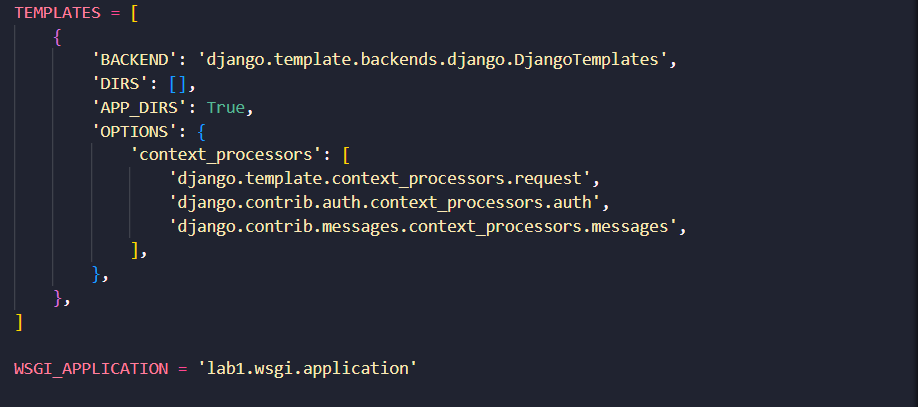 TEMPLATES = [
    {
        'BACKEND': 'django.template.backends.django.DjangoTemplates',
        'DIRS': [],
        'APP_DIRS': True,
        'OPTIONS': {
            'context_processors': [
                'django.template.context_processors.request',
                'django.contrib.auth.context_processors.auth',
                'django.contrib.messages.context_processors.messages',
            ],
        },
    },
]
WSGI_APPLICATION = 'lab1.wsgi.application'